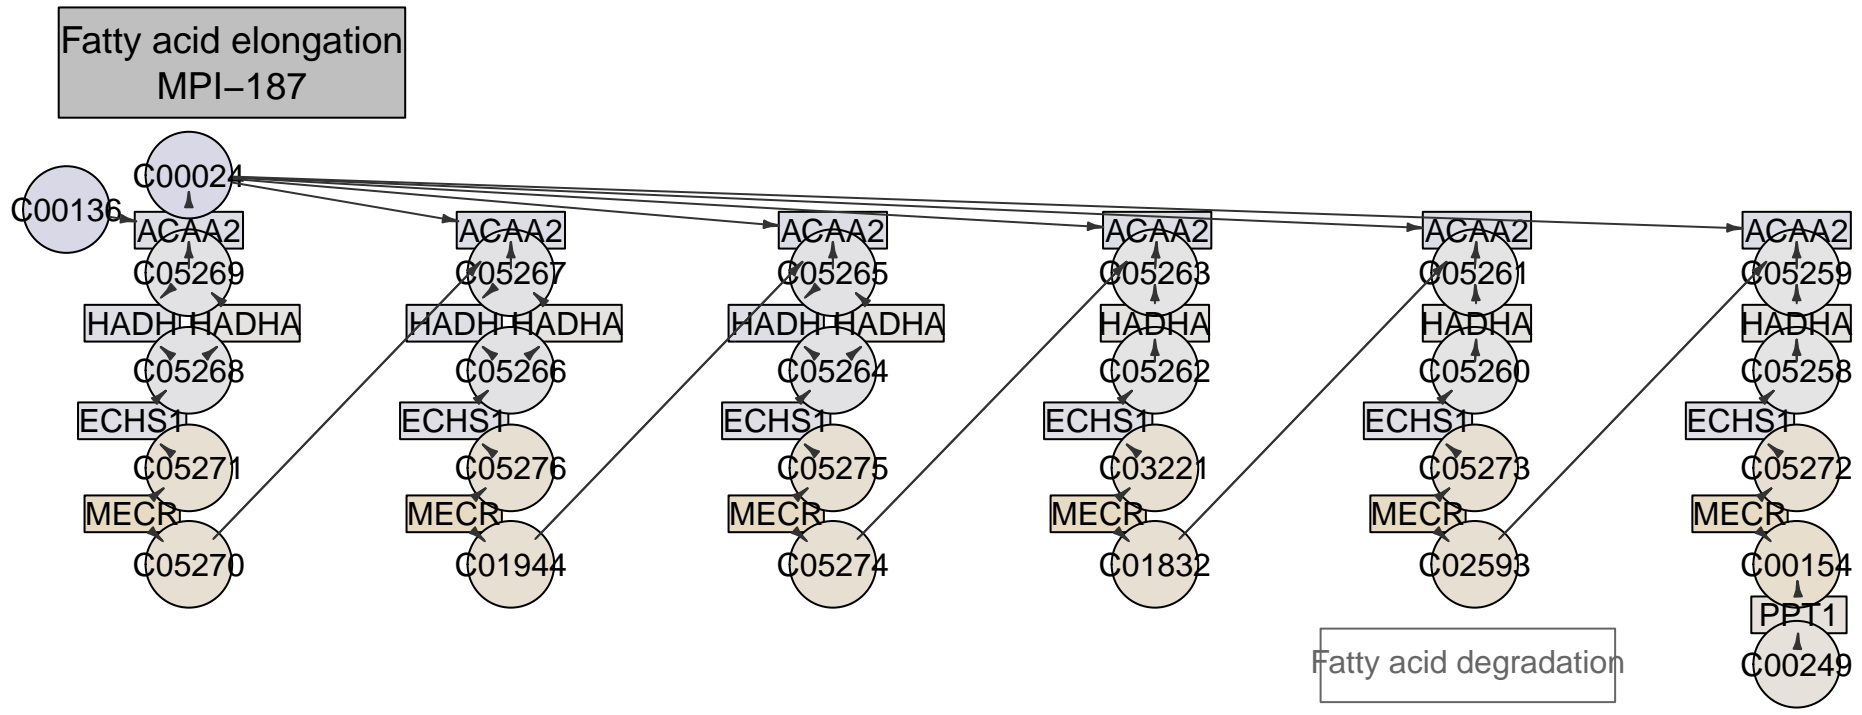 Fatty acid elongation
MPI−187
C00024
C00136
ACAA2 ACAA2 ACAA2 ACAA2 ACAA2 ACAA2
C05269 C05267 C05265 C05263 C05261 C05259
HADH HADHA HADH HADHA HADH HADHA HADHA HADHA HADHA
C05268 C05266 C05264 C05262 C05260 C05258
ECHS1 ECHS1 ECHS1 ECHS1 ECHS1 ECHS1
C05271 C05276 C05275 C03221 C05273 C05272
MECR MECR MECR MECR MECR MECR
C05270 C01944 C05274 C01832 C02593 C00154
PPT1
Fatty acid degradation C00249